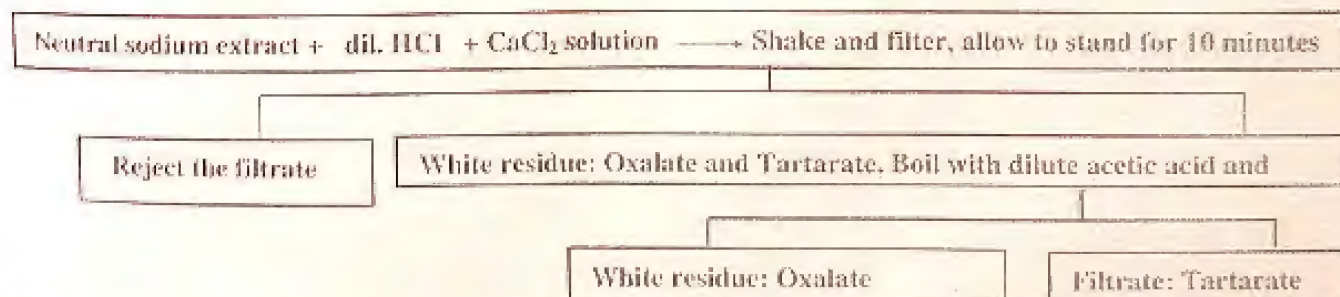 Neutral sodium extract + dil. HCl + CaCl₂ solution ⟶ Shake and filter, allow to stand for 10 minutes
Reject the filtrate
White residue: Oxalate and Tartarate. Boil with dilute acetic acid and
White residue: Oxalate
Filtrate: Tartarate